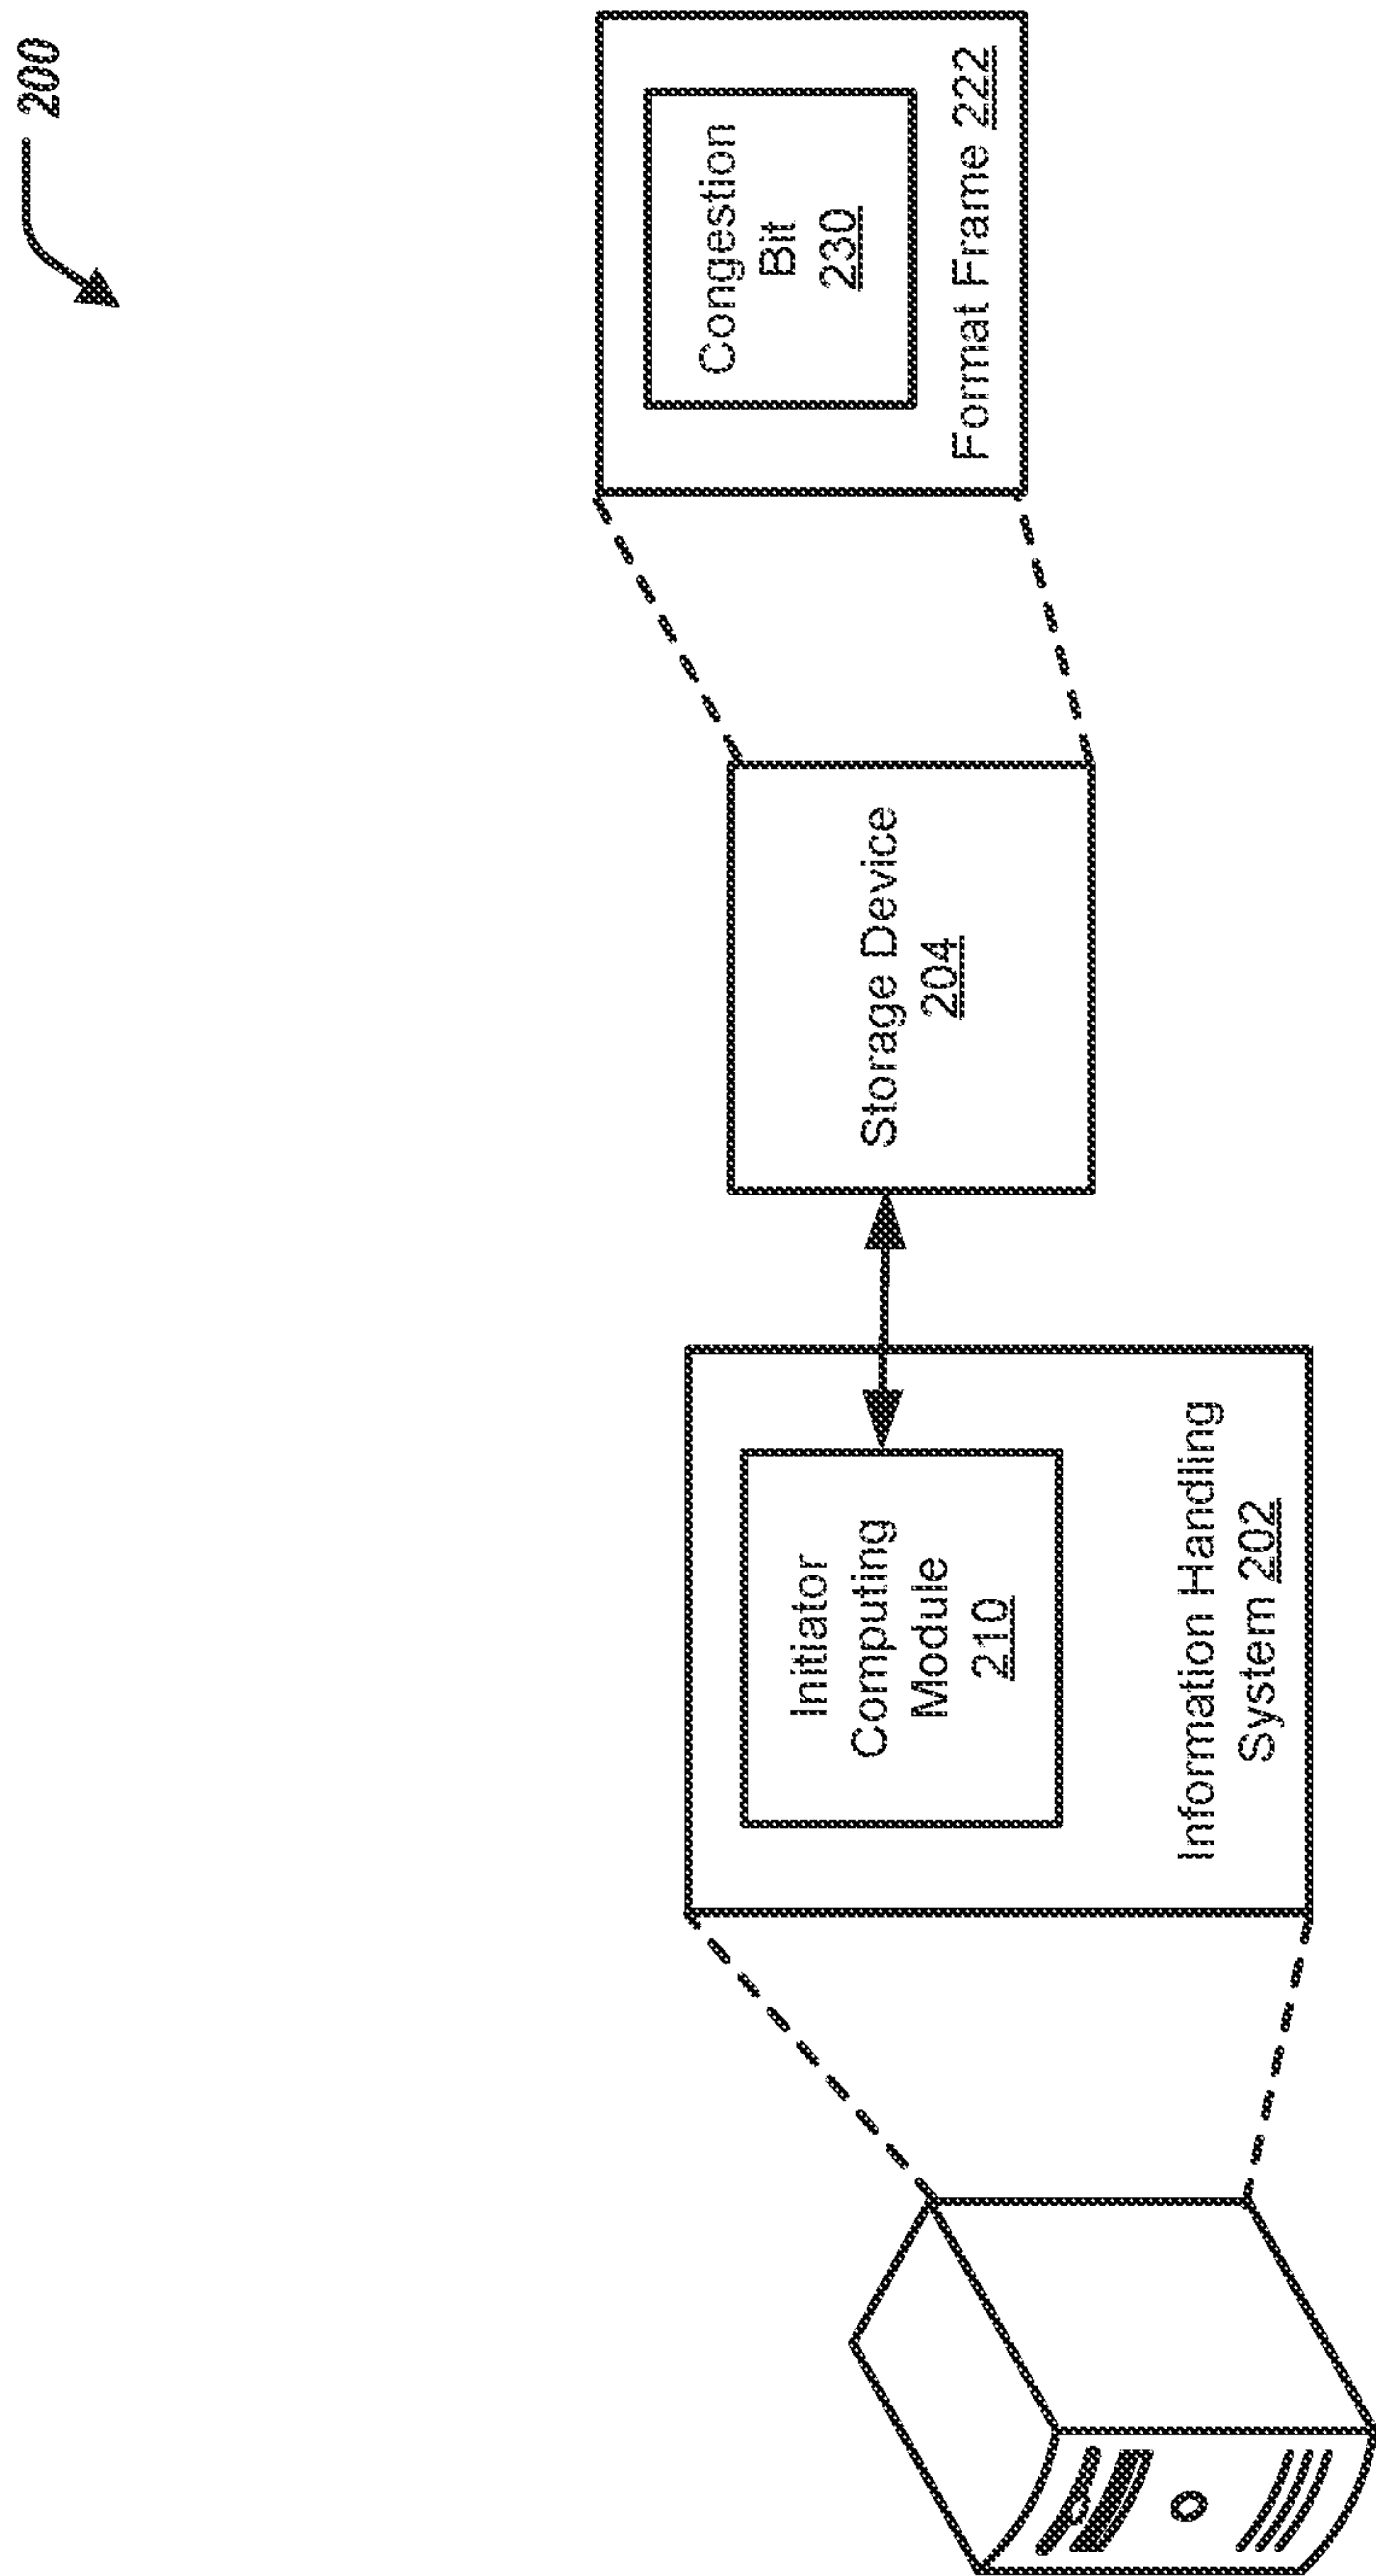 200
Initiator
Computing
Module
210
Information Handling
System 202
Storage Device
204
Congestion
Bit
230
Format Frame 222